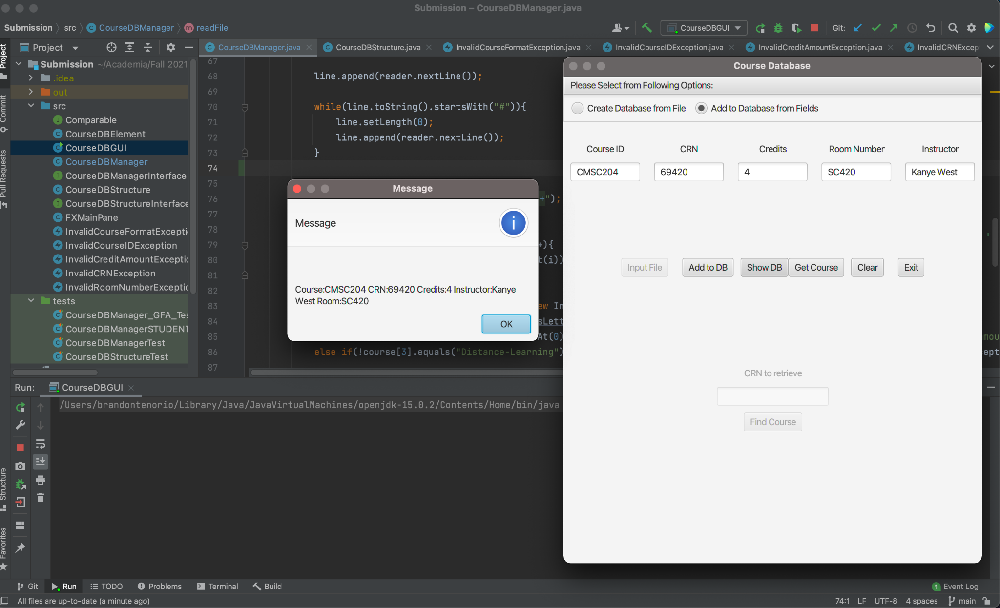 Submission – CourseDBManager.java
Submission src CourseDBManager readFile
CourseDBGUI Git:
Project
CourseDBManager.java CourseDBStructure.java InvalidCourseFormatException.java InvalidCourseIDException.java InvalidCreditAmountException.java InvalidCRNExcep
Project
Commit
Pull Requests
Structure
Favorites
Submission ~/Academia/Fall 2021
.idea
out
src
Comparable
CourseDBElement
CourseDBGUI
CourseDBManager
CourseDBManagerInterface
CourseDBStructure
CourseDBStructureInterface
FXMainPane
InvalidCourseFormatExcepti
InvalidCourseIDException
InvalidCreditAmountExceptio
InvalidCRNException
InvalidRoomNumberExceptio
tests
CourseDBManager_GFA_Tes
CourseDBManagerSTUDENT
CourseDBManagerTest
CourseDBStructureTest
67
68 line.append(reader.nextLine());
69
70 while(line.toString().startsWith("#")){
71 line.setLength(0);
72 line.append(reader.nextLine());
73 }
74
75
76 +");
77
78
79 +){
80 t(i))
81
82
83 ew In
84 sLett
85 At(0) mou
86 else if(!course[3].equals("Distance-Learning") cept
87
Message
Message
Course:CMSC204 CRN:69420 Credits:4 Instructor:Kanye
West Room:SC420
OK
Course Database
Please Select from Following Options:
Create Database from File Add to Database from Fields
Course ID CRN Credits Room Number Instructor
CMSC204 69420 4 SC420 Kanye West
Input File Add to DB Show DB Get Course Clear Exit
CRN to retrieve
Find Course
Run: CourseDBGUI
/Users/brandontenorio/Library/Java/JavaVirtualMachines/openjdk-15.0.2/Contents/Home/bin/java
Git Run TODO Problems Terminal Build 1 Event Log
All files are up-to-date (a minute ago) 74:1 LF UTF-8 4 spaces main